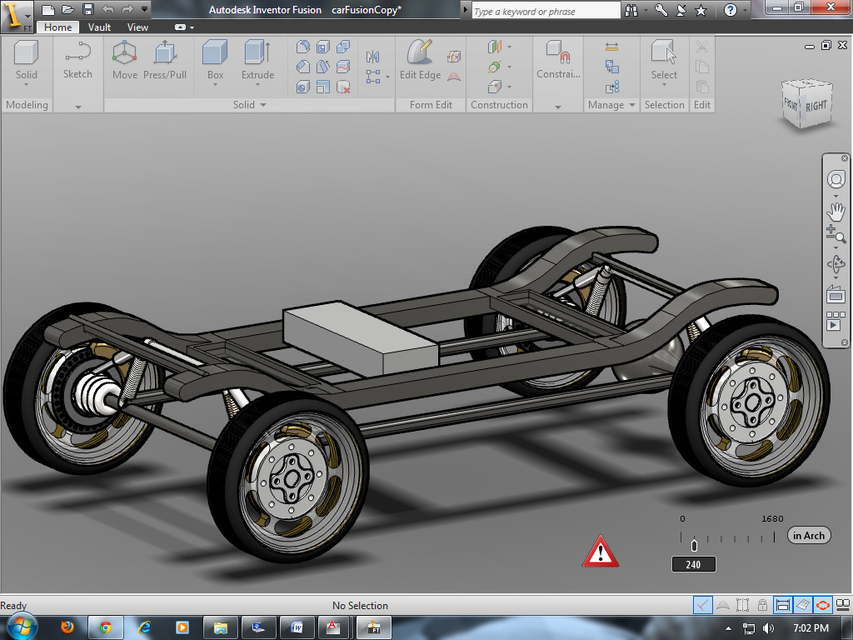 Autodesk Inventor Fusion carFusionCopy*
Type a keyword or phrase
FT
Home Vault View
Solid Sketch Move Press/Pull Box Extrude Edit Edge Constrai... Select
Modeling Solid Form Edit Construction Manage Selection Edit
FRONT RIGHT
0 1680
in Arch
240
Ready No Selection
7:02 PM